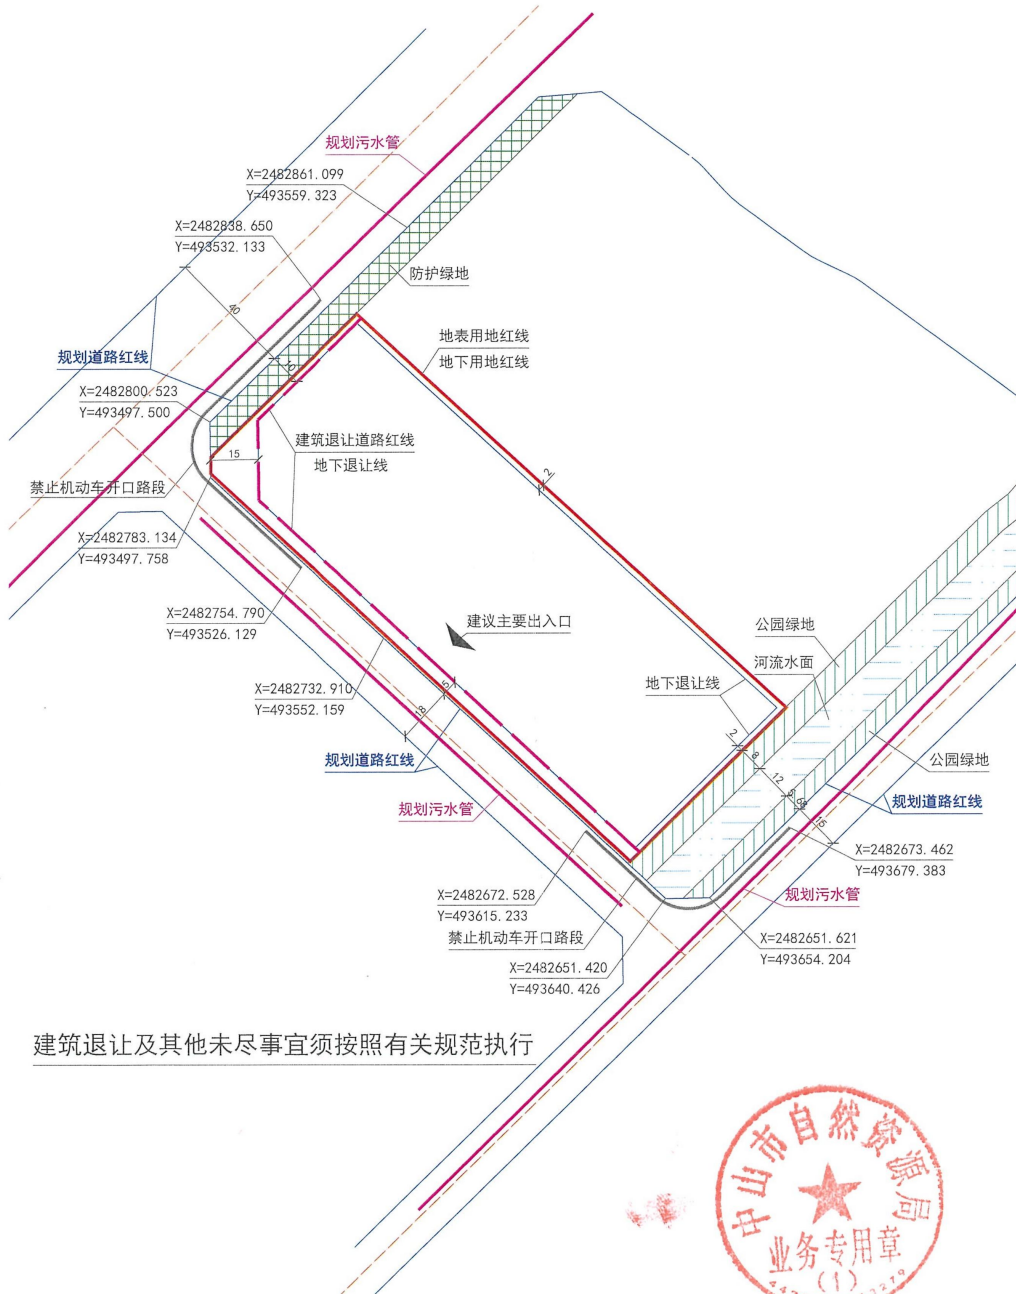 规划污水管
X=2482861.099
Y=493559.323
X=2482838.650
Y=493532.133
防护绿地
40
地表用地红线
地下用地红线
规划道路红线
10
X=2482800.523
Y=493497.500
建筑退让道路红线
地下退让线
15
2
禁止机动车开口路段
X=2482783.134
Y=493497.758
X=2482754.790
Y=493526.129
建议主要出入口
公园绿地
河流水面
地下退让线
X=2482732.910
Y=493552.159
5
18
规划道路红线
2
8
12
公园绿地
规划污水管
规划道路红线
15
X=2482673.462
Y=493679.383
X=2482672.528
Y=493615.233
规划污水管
禁止机动车开口路段
X=2482651.621
Y=493654.204
X=2482651.420
Y=493640.426
建筑退让及其他未尽事宜须按照有关规范执行
中山市自然资源局
业务专用章
(1)